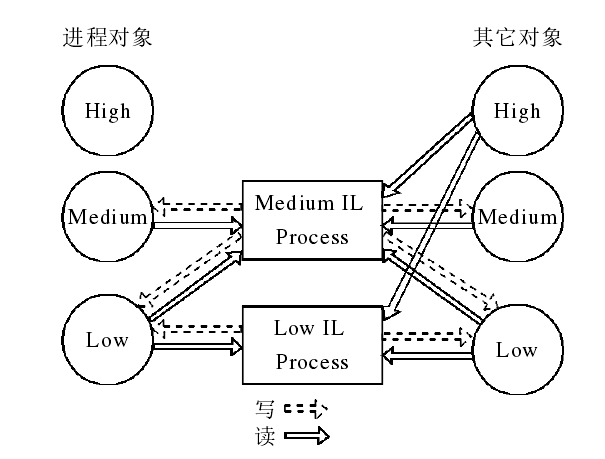 进程对象
其它对象
High
High
Medium
Medium IL
Process
Medium
Low
Low IL
Process
Low
写
读